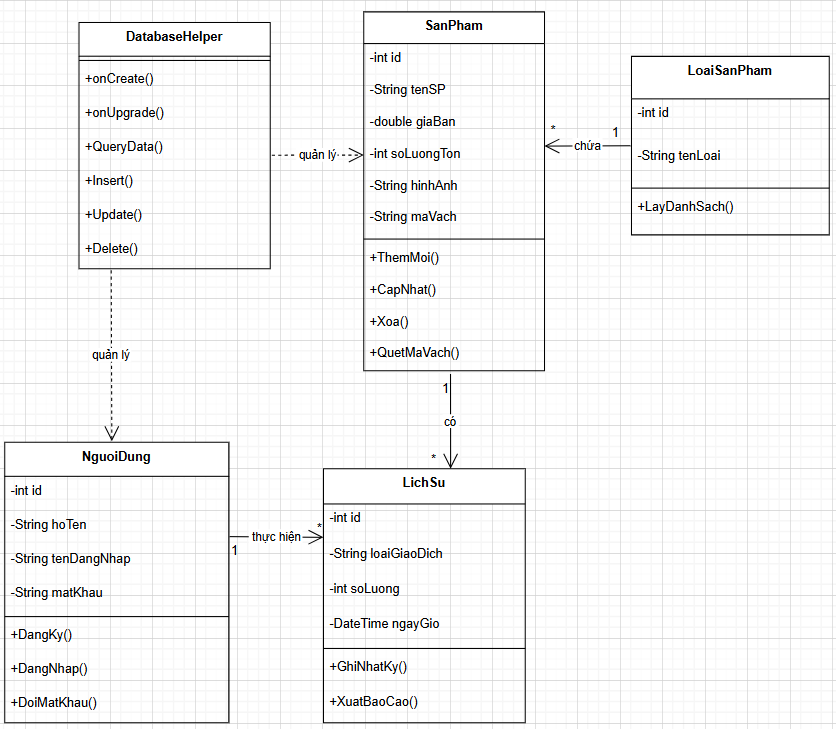 DatabaseHelper
+onCreate()
+onUpgrade()
+QueryData()
+Insert()
+Update()
+Delete()
quản lý
SanPham
-int id
-String tenSP
-double giaBan
-int soLuongTon
-String hinhAnh
-String maVach
+ThemMoi()
+CapNhat()
+Xoa()
+QuetMaVach()
* 1
chứa
LoaiSanPham
-int id
-String tenLoai
+LayDanhSach()
quản lý
1
có
*
NguoiDung
-int id
-String hoTen
-String tenDangNhap
-String matKhau
+DangKy()
+DangNhap()
+DoiMatKhau()
1 thực hiện *
LichSu
-int id
-String loaiGiaoDich
-int soLuong
-DateTime ngayGio
+GhiNhatKy()
+XuatBaoCao()